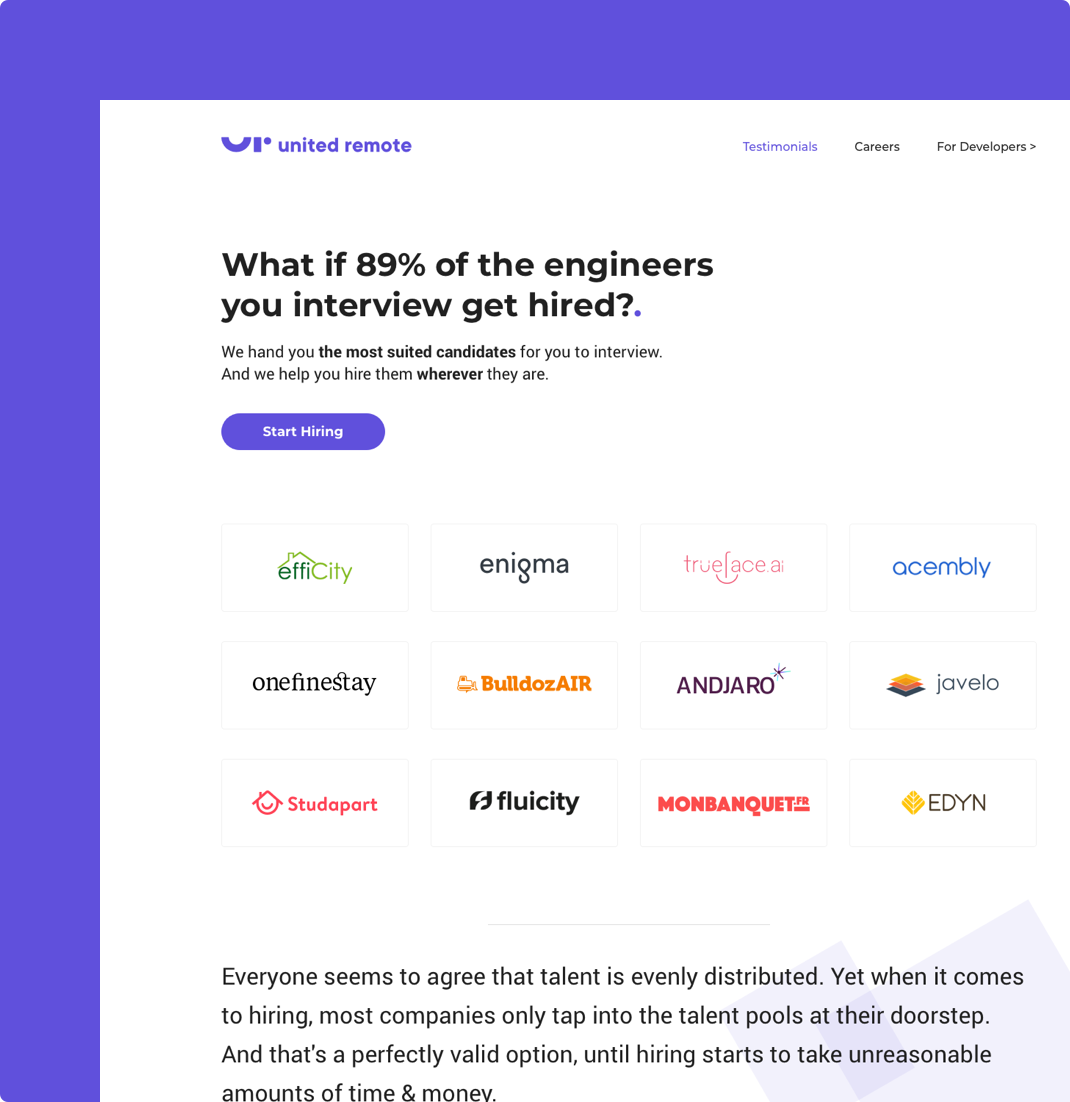 ur united remote
Testimonials Careers For Developers >
What if 89% of the engineers
you interview get hired?.
We hand you the most suited candidates for you to interview.
And we help you hire them wherever they are.
Start Hiring
effiCity enigma trueface.ai acembly
onefinestay BulldozAIR ANDJARO javelo
Studapart fluicity MONBANQUET.FR EDYN
Everyone seems to agree that talent is evenly distributed. Yet when it comes
to hiring, most companies only tap into the talent pools at their doorstep.
And that's a perfectly valid option, until hiring starts to take unreasonable
amounts of time & money.